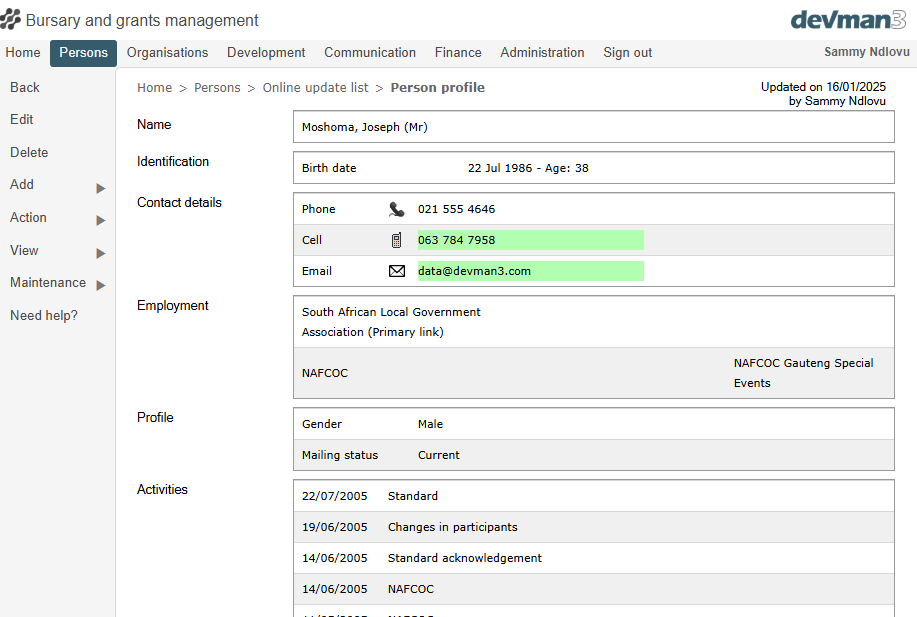 Bursary and grants management
devman3
Home Persons Organisations Development Communication Finance Administration Sign out Sammy Ndlovu
Back
Edit
Delete
Add
Action
View
Maintenance
Need help?
Home > Persons > Online update list > Person profile
Updated on 16/01/2025
by Sammy Ndlovu
Name
Moshoma, Joseph (Mr)
Identification
Birth date 22 Jul 1986 - Age: 38
Contact details
Phone 021 555 4646
Cell 063 784 7958
Email data@devman3.com
Employment
South African Local Government
Association (Primary link)
NAFCOC
NAFCOC Gauteng Special
Events
Profile
Gender Male
Mailing status Current
Activities
22/07/2005 Standard
19/06/2005 Changes in participants
14/06/2005 Standard acknowledgement
14/06/2005 NAFCOC